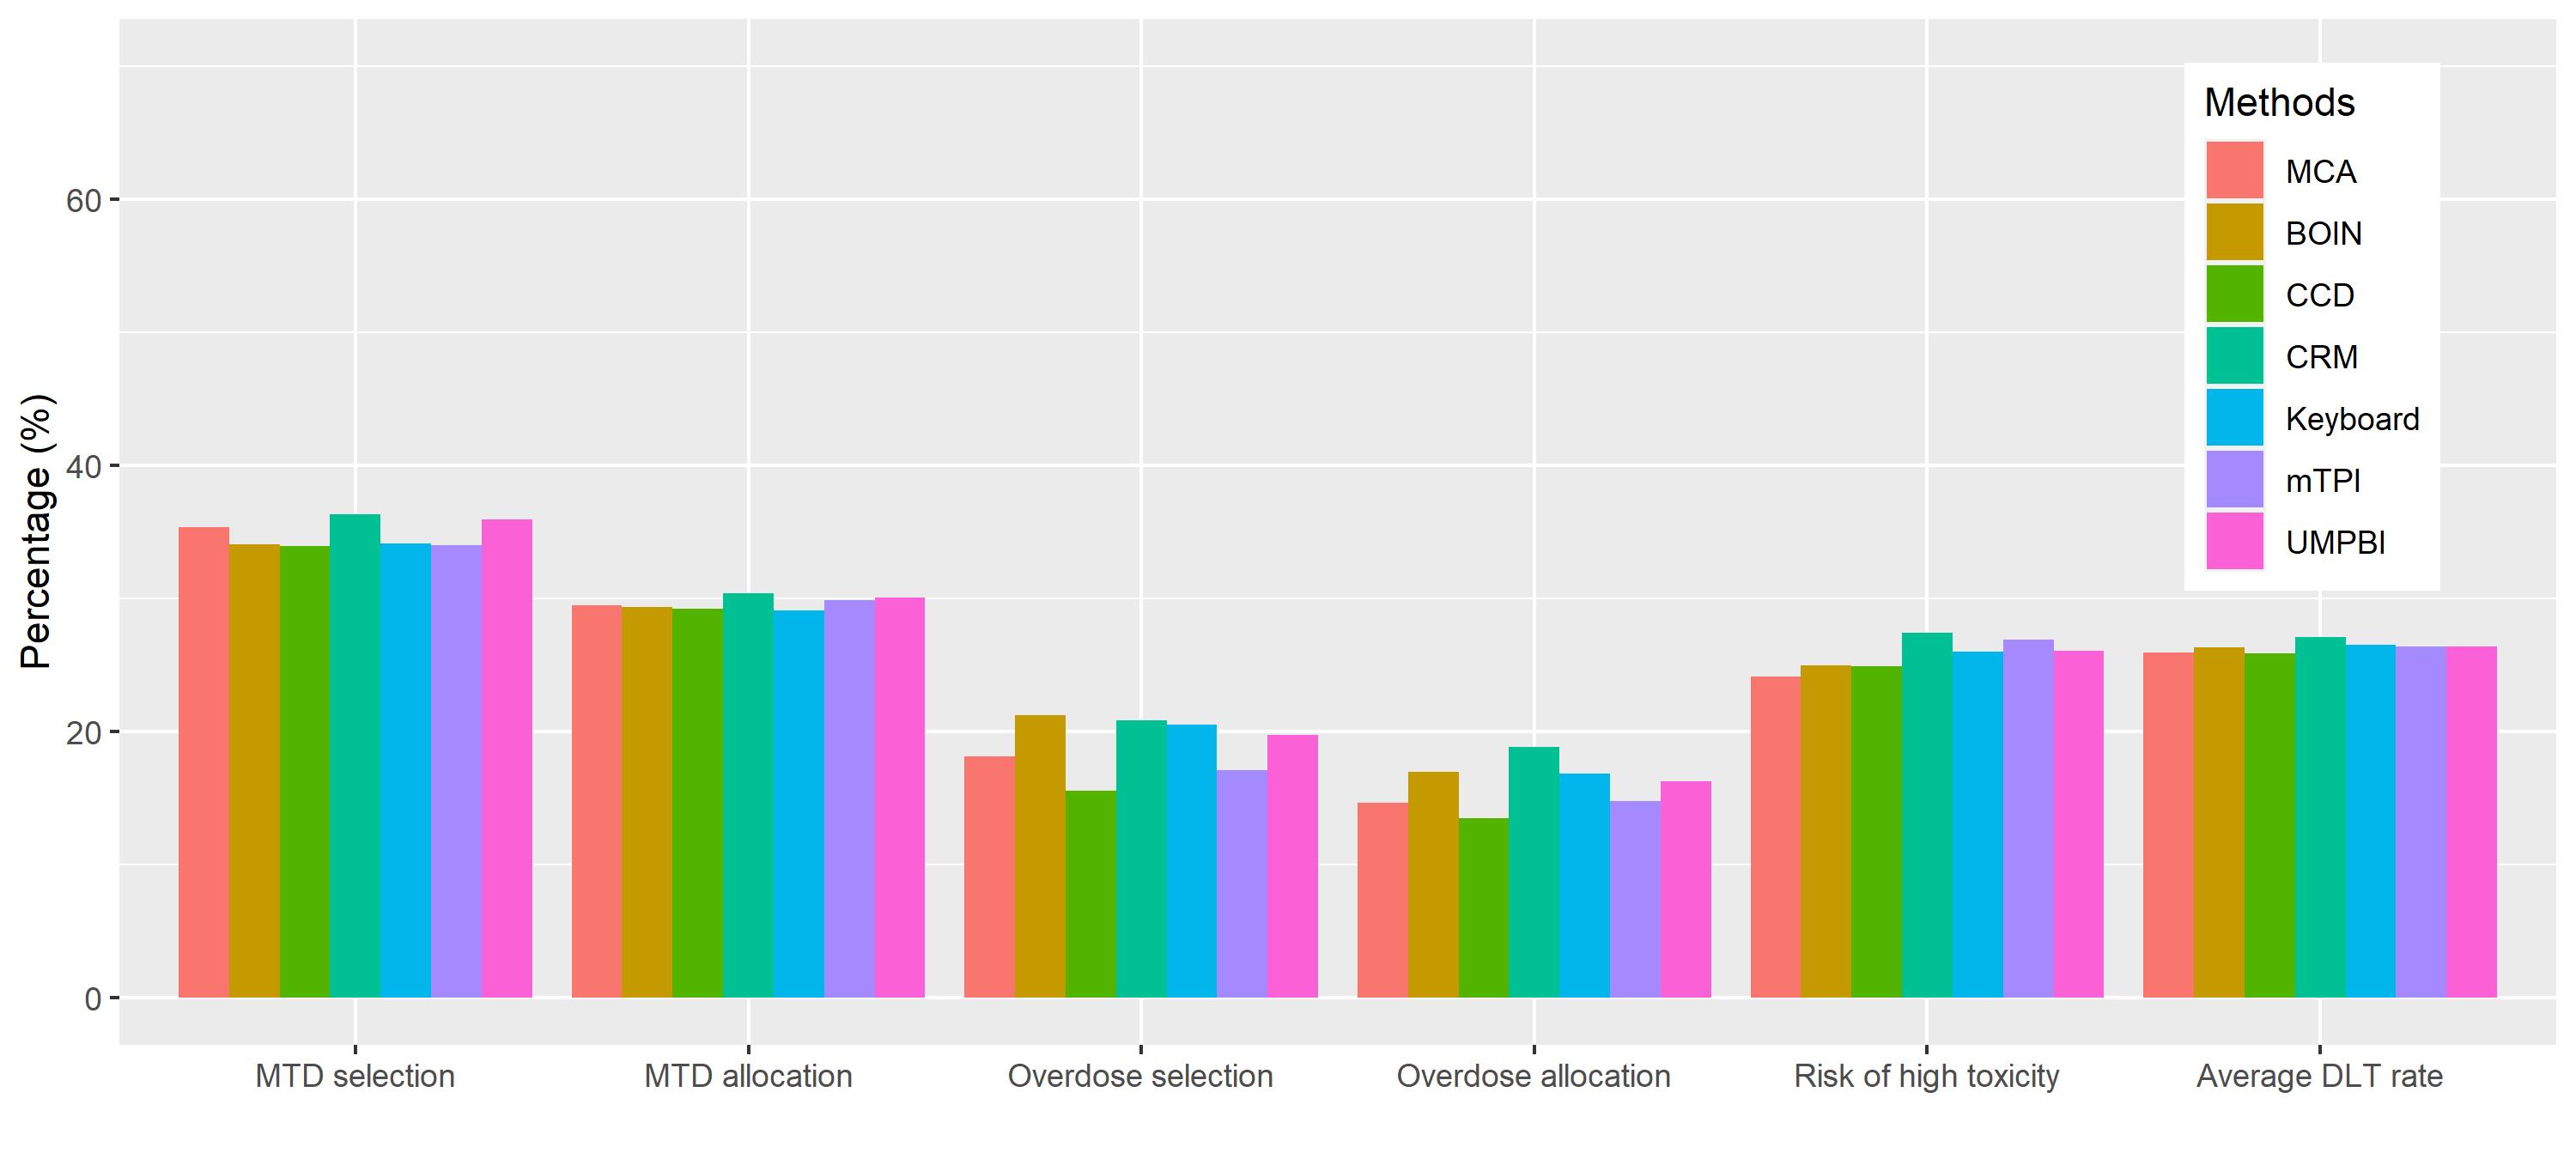 Percentage (%)
60
40
20
0
Methods
MCA
BOIN
CCD
CRM
Keyboard
mTPI
UMPBI
MTD selection
MTD allocation
Overdose selection
Overdose allocation
Risk of high toxicity
Average DLT rate